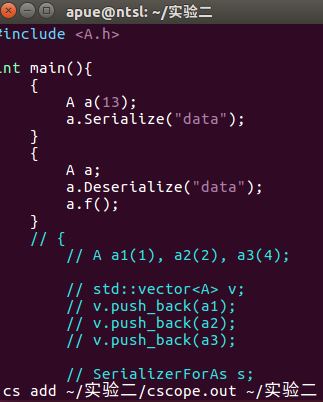 apue@ntsl: ~/实验二
#include <A.h>
int main(){
{
A a(13);
a.Serialize("data");
}
{
A a;
a.Deserialize("data");
a.f();
}
// {
// A a1(1), a2(2), a3(4);
// std::vector<A> v;
// v.push_back(a1);
// v.push_back(a2);
// v.push_back(a3);
// SerializerForAs s;
cs add ~/实验二/cscope.out ~/实验二